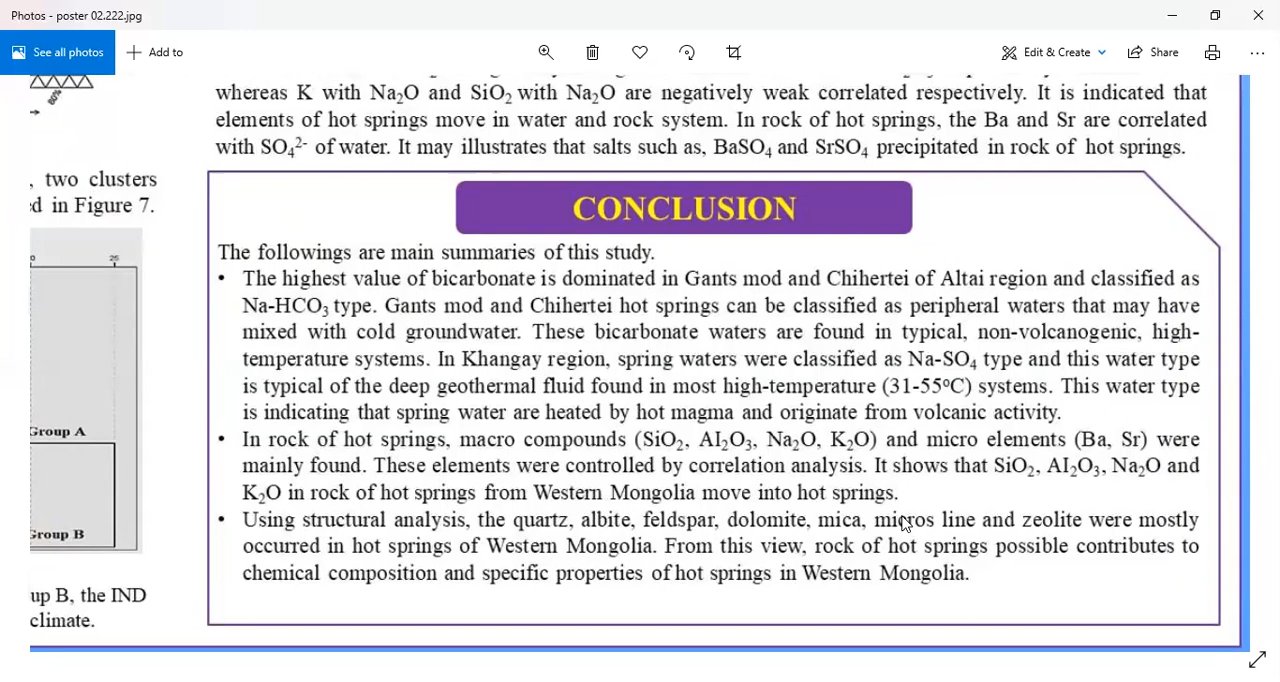 Photos - poster 02.222.jpg
See all photos
Add to
Edit & Create
Share
80%
whereas K with Na₂O and SiO₂ with Na₂O are negatively weak correlated respectively. It is indicated that
elements of hot springs move in water and rock system. In rock of hot springs, the Ba and Sr are correlated
with SO₄²⁻ of water. It may illustrates that salts such as, BaSO₄ and SrSO₄ precipitated in rock of hot springs.
, two clusters
d in Figure 7.
0 25
Group A
Group B
up B, the IND
climate.
CONCLUSION
The followings are main summaries of this study.
• The highest value of bicarbonate is dominated in Gants mod and Chihertei of Altai region and classified as
Na-HCO₃ type. Gants mod and Chihertei hot springs can be classified as peripheral waters that may have
mixed with cold groundwater. These bicarbonate waters are found in typical, non-volcanogenic, high-
temperature systems. In Khangay region, spring waters were classified as Na-SO₄ type and this water type
is typical of the deep geothermal fluid found in most high-temperature (31-55⁰C) systems. This water type
is indicating that spring water are heated by hot magma and originate from volcanic activity.
• In rock of hot springs, macro compounds (SiO₂, AI₂O₃, Na₂O, K₂O) and micro elements (Ba, Sr) were
mainly found. These elements were controlled by correlation analysis. It shows that SiO₂, AI₂O₃, Na₂O and
K₂O in rock of hot springs from Western Mongolia move into hot springs.
• Using structural analysis, the quartz, albite, feldspar, dolomite, mica, micros line and zeolite were mostly
occurred in hot springs of Western Mongolia. From this view, rock of hot springs possible contributes to
chemical composition and specific properties of hot springs in Western Mongolia.